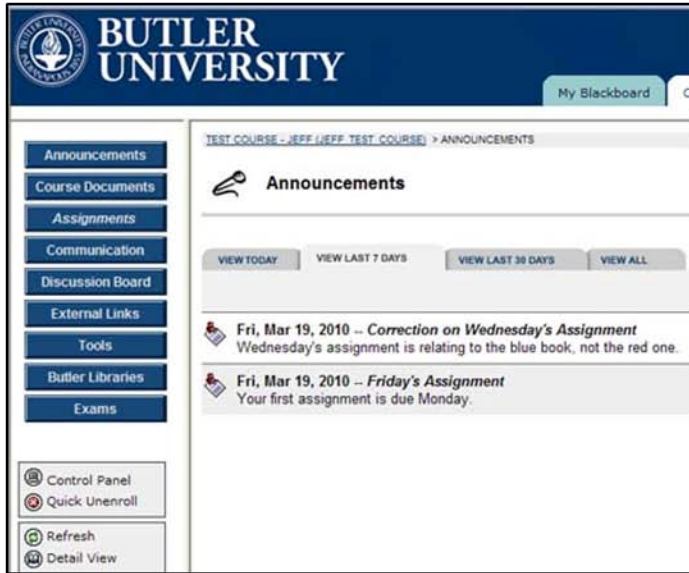 BUTLER
UNIVERSITY
My Blackboard
TEST COURSE - JEFF (JEFF_TEST_COURSE) > ANNOUNCEMENTS
Announcements
VIEW TODAY
VIEW LAST 7 DAYS
VIEW LAST 30 DAYS
VIEW ALL
Fri, Mar 19, 2010 -- Correction on Wednesday's Assignment
Wednesday's assignment is relating to the blue book, not the red one.
Fri, Mar 19, 2010 -- Friday's Assignment
Your first assignment is due Monday.
Announcements
Course Documents
Assignments
Communication
Discussion Board
External Links
Tools
Butler Libraries
Exams
Control Panel
Quick Unenroll
Refresh
Detail View